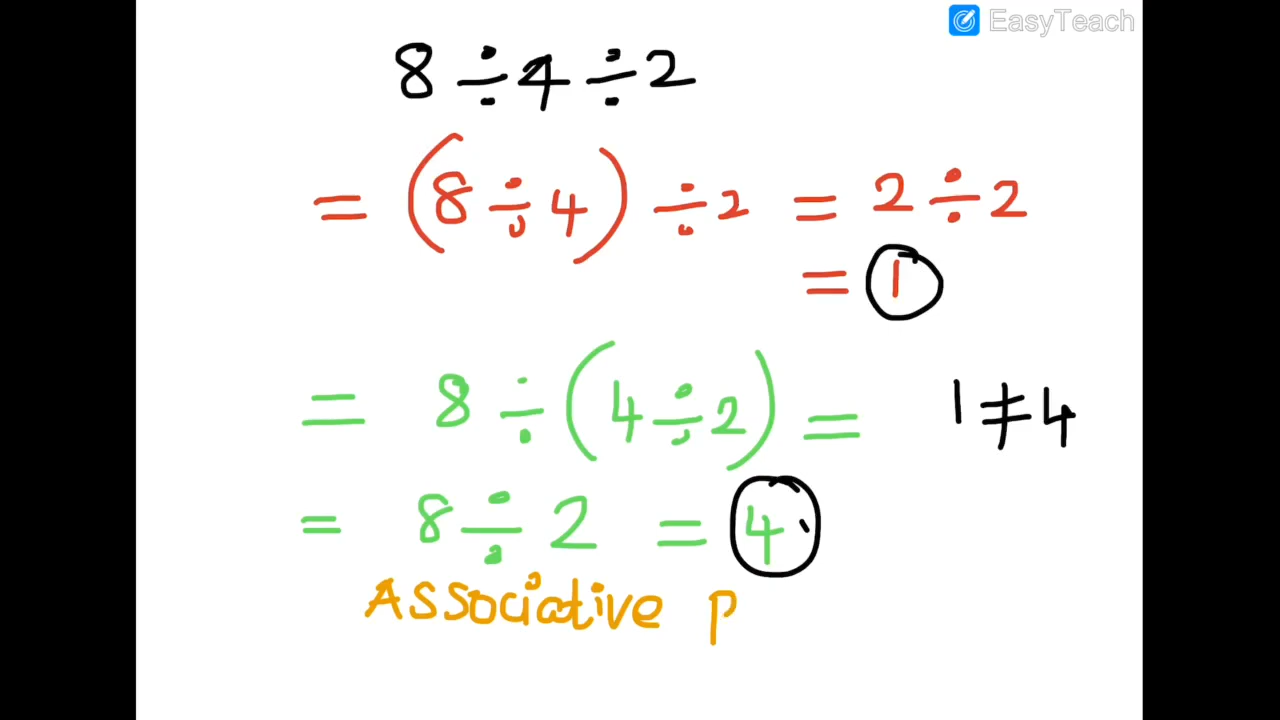 EasyTeach
8 ÷ 4 ÷ 2
= (8 ÷ 4) ÷ 2 = 2 ÷ 2
= 1
= 8 ÷ (4 ÷ 2) =
1 ≠ 4
= 8 ÷ 2 = 4
Associative p